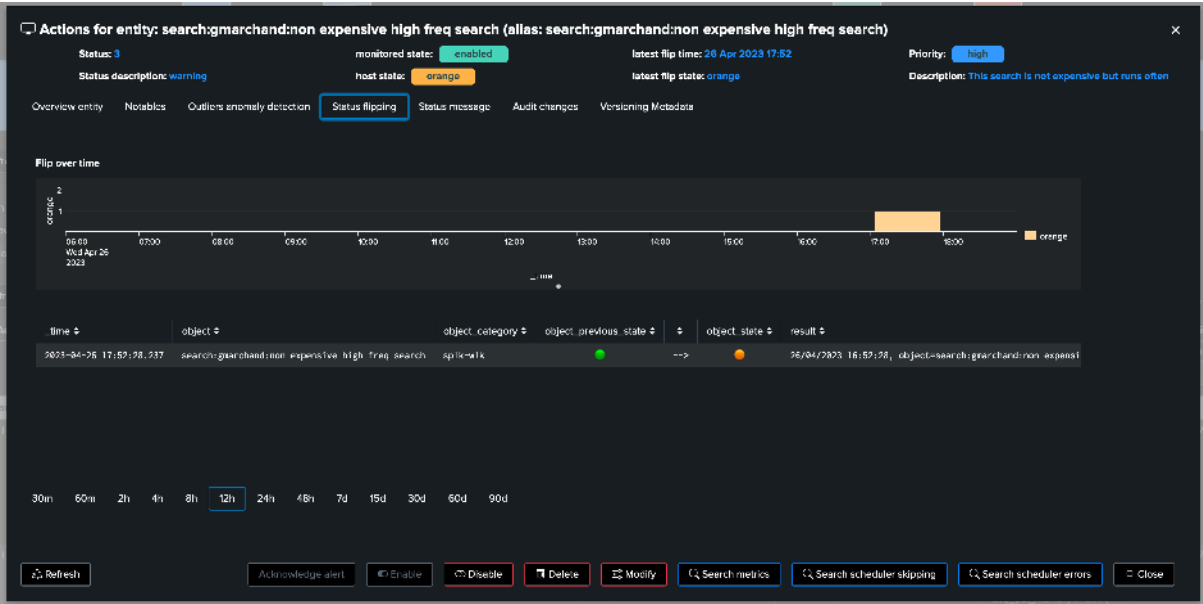 Actions for entity: search:gmarchand:non expensive high freq search (alias: search:gmarchand:non expensive high freq search)
Status: 3 monitored state: enabled latest flip time: 26 Apr 2023 17:52 Priority: high
Status description: warning host state: orange latest flip state: orange Description: This search is not expensive but runs often
Overview entity Notables Outliers anomaly detection Status flipping Status message Audit changes Versioning Metadata
Flip over time
2
1
orange
06:00 07:00 08:00 09:00 10:00 11:00 12:00 13:00 14:00 15:00 16:00 17:00 18:00
Wed Apr 26
2023
orange
_time
_time object object_category object_previous_state object_state result
2023-04-26 17:52:28.237 search:gmarchand:non expensive high freq search splk-wlk --> 26/04/2023 16:52:28, object=search:gmarchand:non expensi
30m 60m 2h 4h 8h 12h 24h 48h 7d 15d 30d 60d 90d
Refresh Acknowledge alert Enable Disable Delete Modify Search metrics Search scheduler skipping Search scheduler errors Close